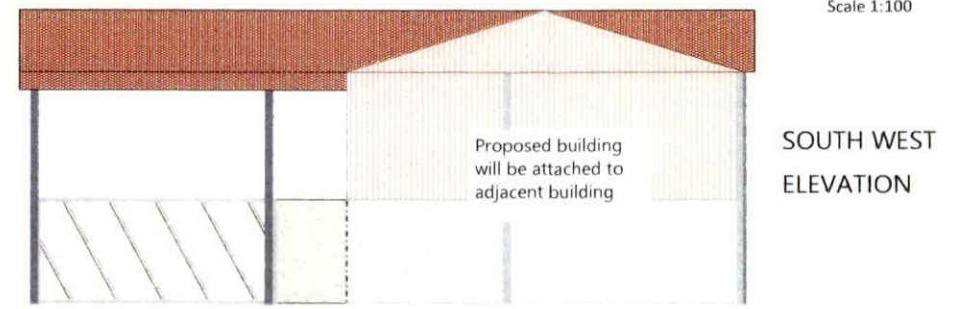 Scale 1:100
Proposed building
will be attached to
adjacent building
SOUTH WEST
ELEVATION